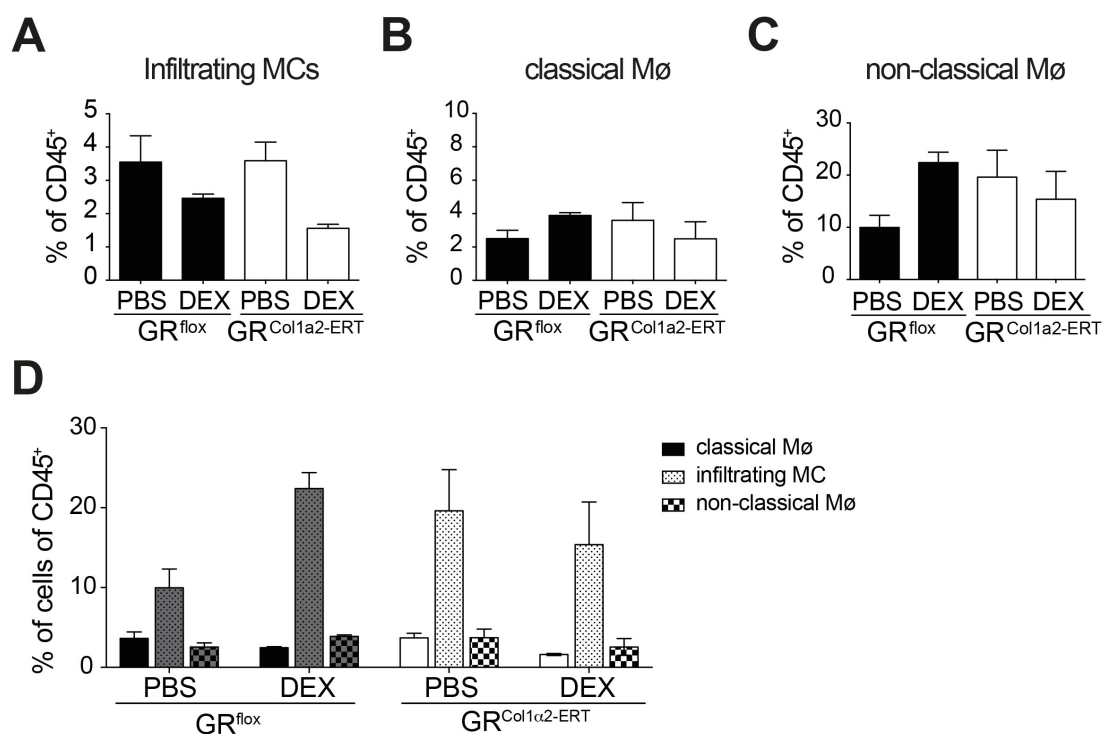 A
Infiltrating MCs
% of CD45⁺
5
4
3
2
1
0
PBS DEX PBS DEX
GRflox GRCol1a2-ERT
B
classical Mø
% of CD45⁺
10
8
6
4
2
0
PBS DEX PBS DEX
GRflox GRCol1a2-ERT
C
non-classical Mø
% of CD45⁺
30
20
10
0
PBS DEX PBS DEX
GRflox GRCol1a2-ERT
D
% of cells of CD45⁺
30
20
10
0
PBS DEX PBS DEX
GRflox GRCol1α2-ERT
classical Mø
infiltrating MC
non-classical Mø